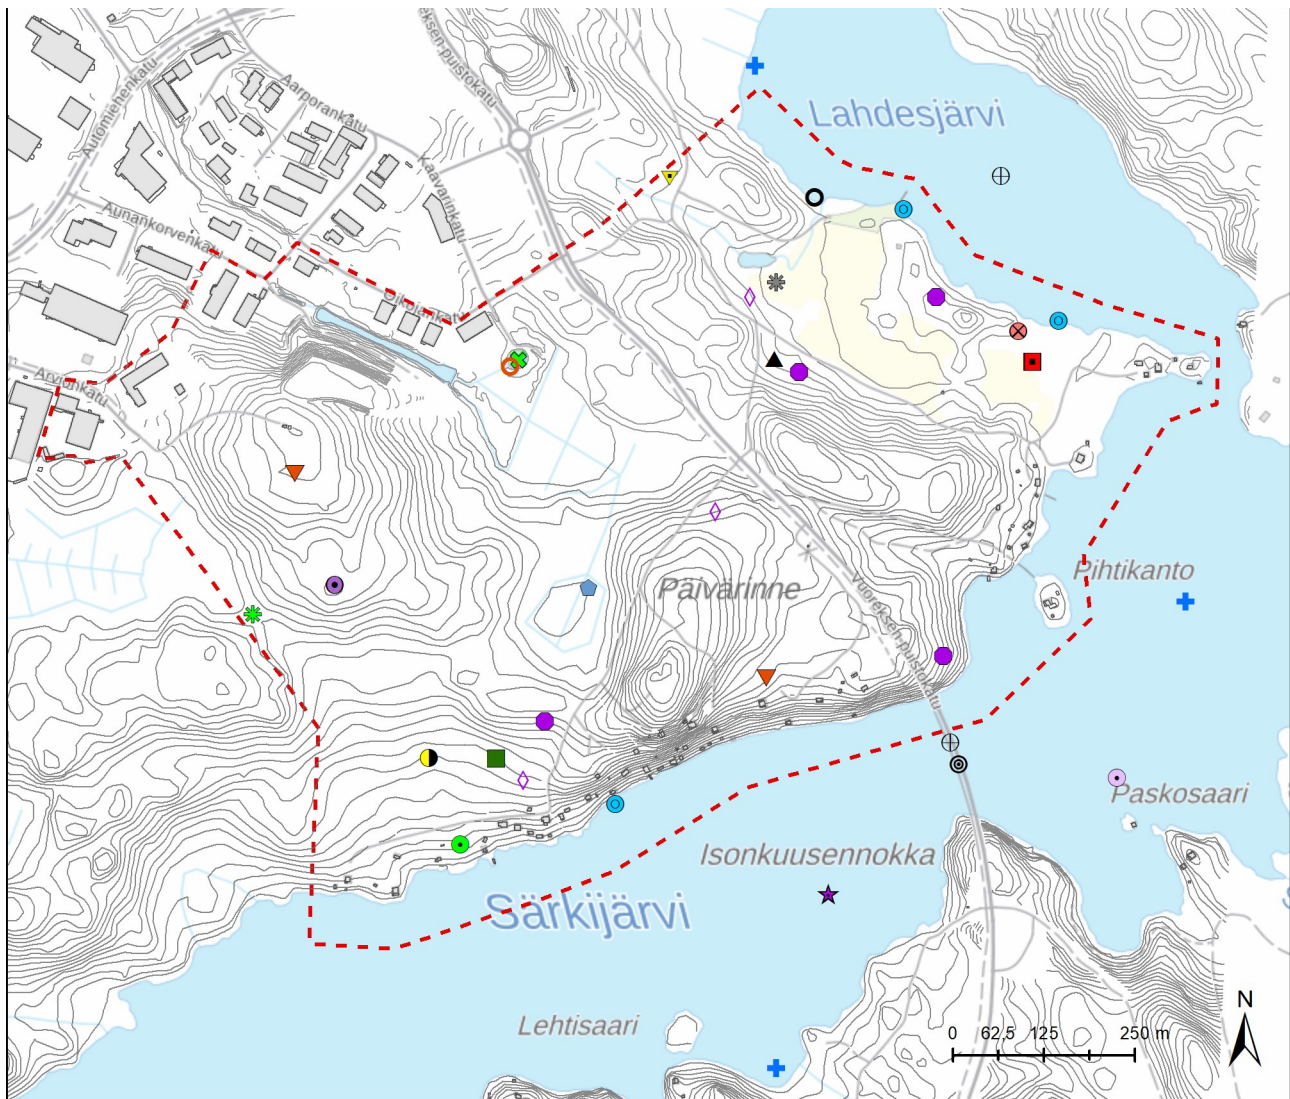 Lahdesjärvi
Automiehenkatu
Aarporankatu
Kaavarinkatu
Aunankorvenkatu
Arvionkatu
Vuoreksen-puistokatu
Päivärinne
Pihtikanto
Paskosaari
Isonkuusennokka
Särkijärvi
Lehtisaari
N
0 62,5 125 250 m